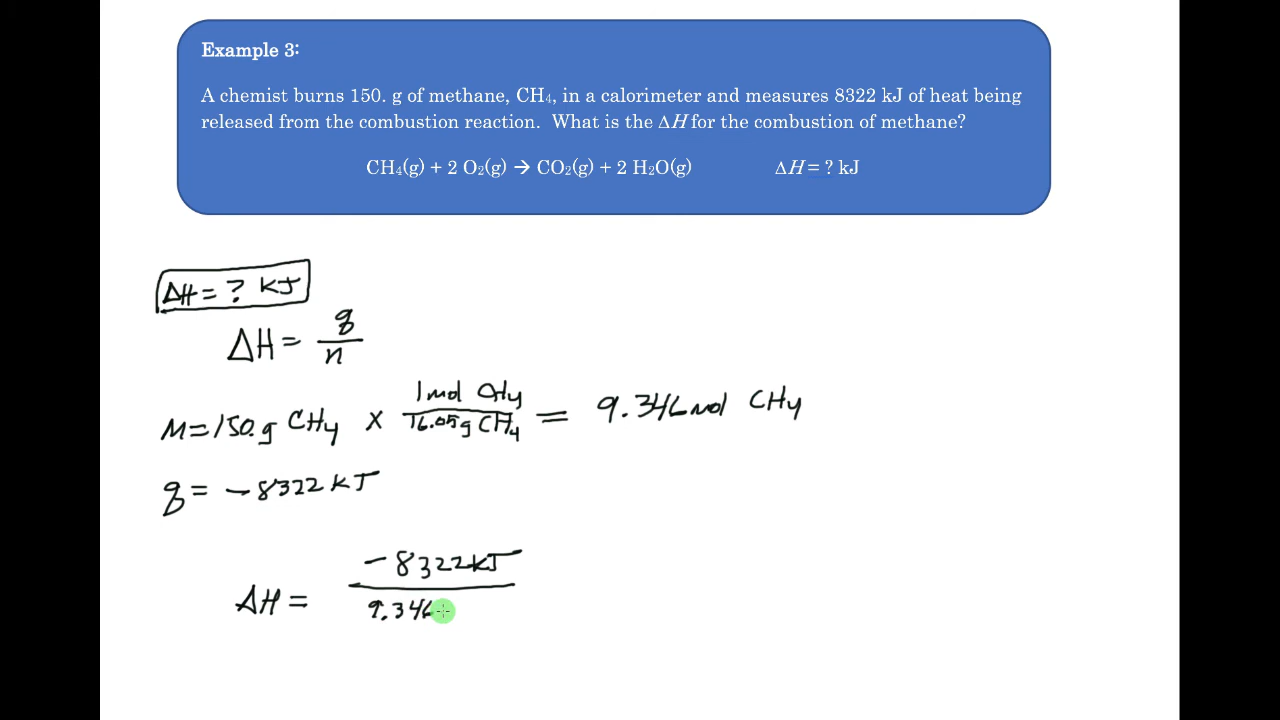 Example 3:
A chemist burns 150. g of methane, CH₄, in a calorimeter and measures 8322 kJ of heat being
released from the combustion reaction. What is the ΔH for the combustion of methane?
CH₄(g) + 2 O₂(g) → CO₂(g) + 2 H₂O(g) ΔH = ? kJ
ΔH = ? kJ
ΔH = q/n
m = 150. g CH₄ × 1 mol CH₄ / 16.05 g CH₄ = 9.346 mol CH₄
q = -8322 kJ
ΔH = -8322 kJ / 9.346